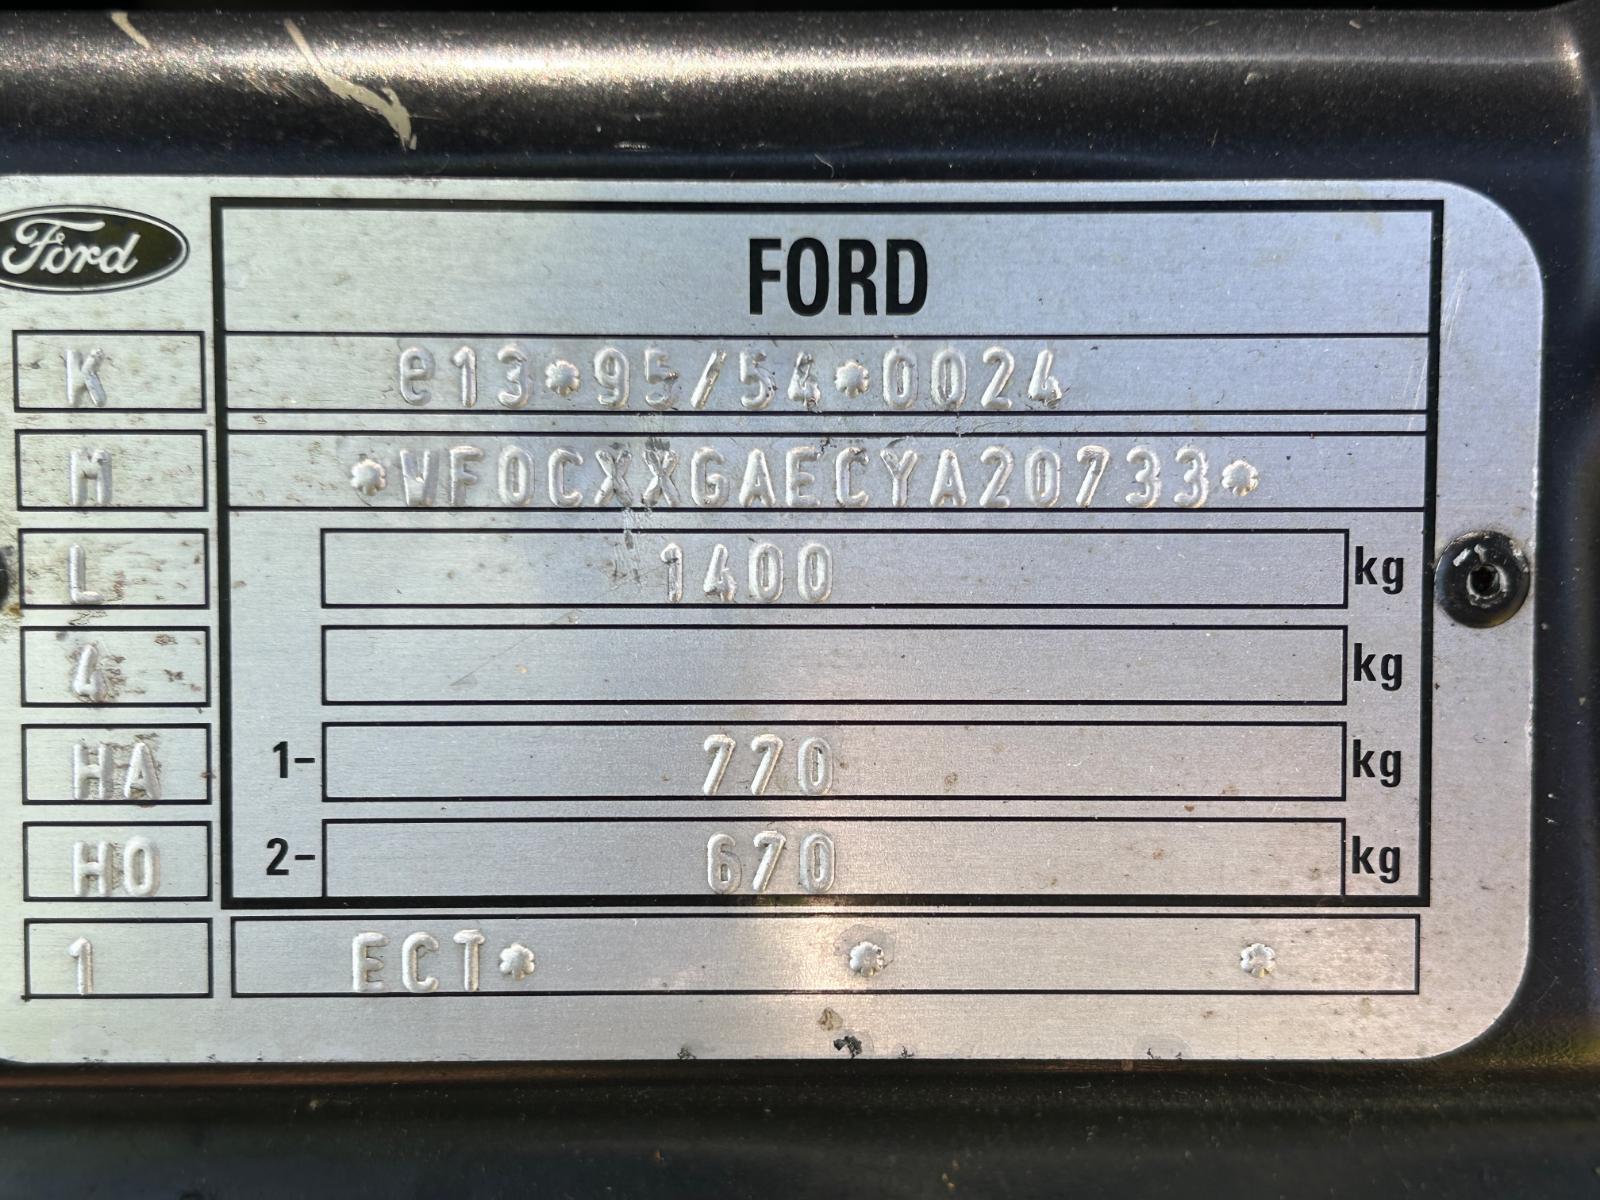 Ford
FORD
K e13*95/54*0024
M *WF0CXXGAECYA20733*
L 1400 kg
4 kg
HA 1- 770 kg
HO 2- 670 kg
1 ECT* * *